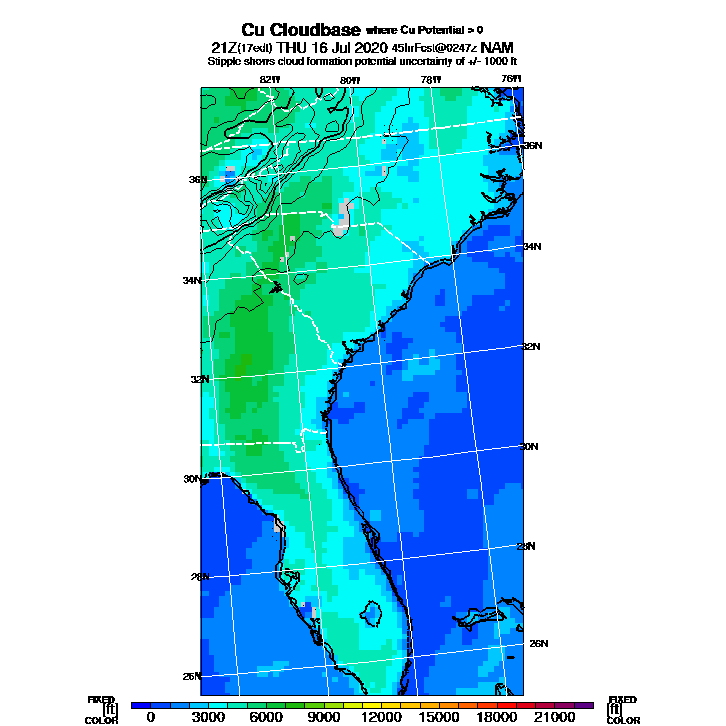 Cu Cloudbase where Cu Potential > 0
21Z(17edt) THU 16 Jul 2020 45hrFcst@0247z NAM
Stipple shows cloud formation potential uncertainty of +/- 1000 ft
82W 80W 78W 76W
36N
36N
34N
34N
32N
32N
30N
30N
28N
28N
26N
26N
FIXED [ft] COLOR
0 3000 6000 9000 12000 15000 18000 21000
FIXED [ft] COLOR